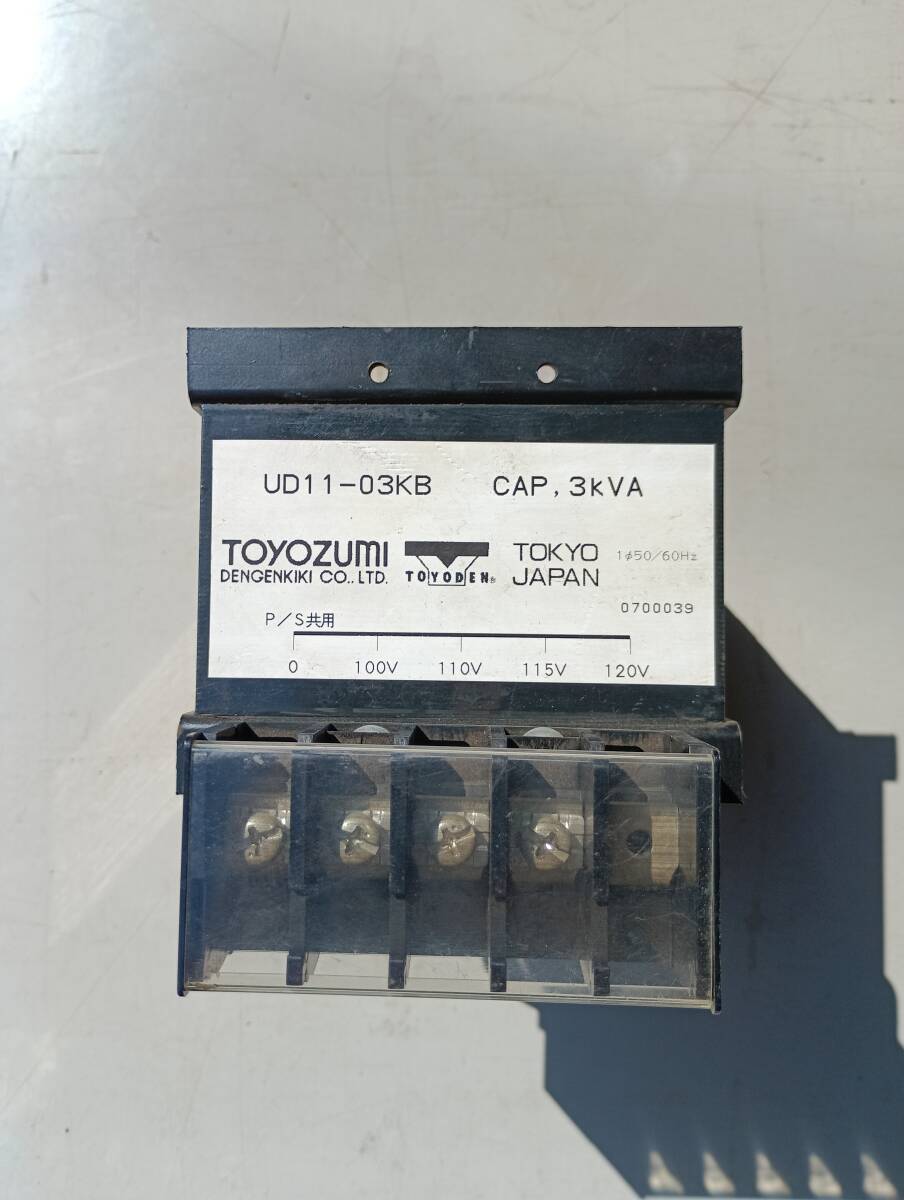 UD11-03KB CAP, 3kVA
TOYOZUMI
DENGENKIKI CO., LTD.
TOYODEN®
TOKYO
JAPAN
1φ50/60Hz
0700039
P/S共用
0 100V 110V 115V 120V